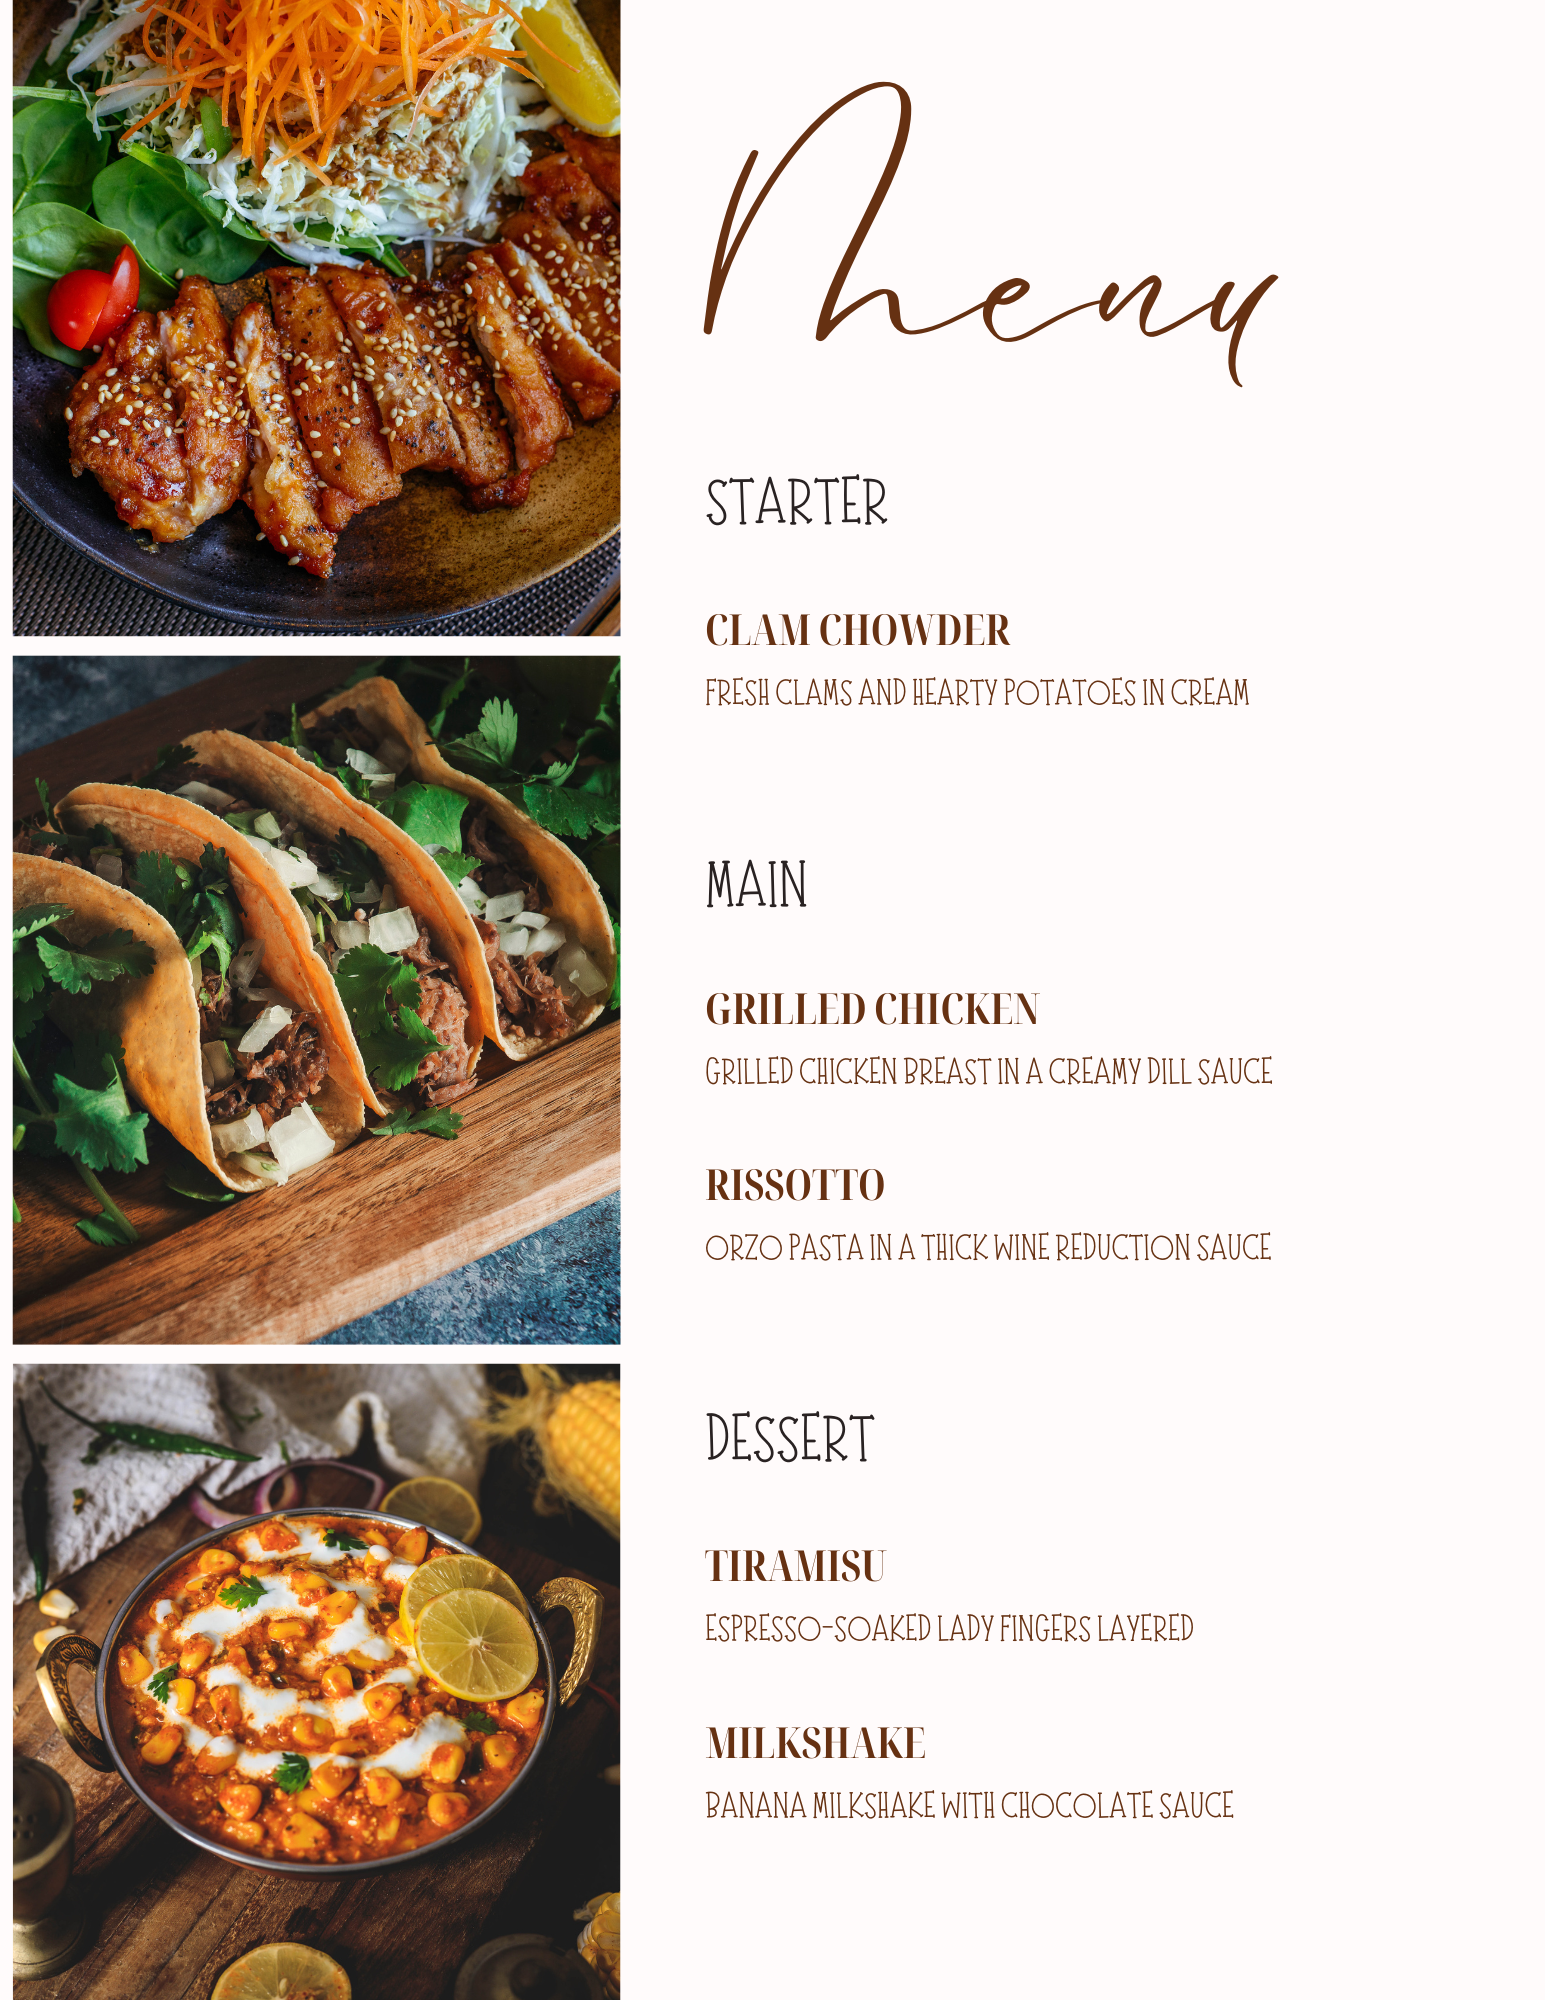 Menu
STARTER
CLAM CHOWDER
FRESH CLAMS AND HEARTY POTATOES IN CREAM
MAIN
GRILLED CHICKEN
GRILLED CHICKEN BREAST IN A CREAMY DILL SAUCE
RISSOTTO
ORZO PASTA IN A THICK WINE REDUCTION SAUCE
DESSERT
TIRAMISU
ESPRESSO-SOAKED LADY FINGERS LAYERED
MILKSHAKE
BANANA MILKSHAKE WITH CHOCOLATE SAUCE